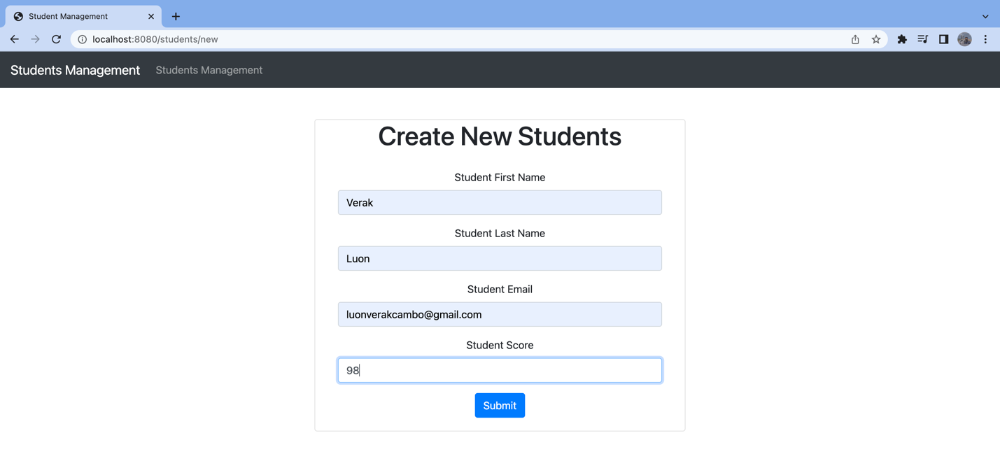 Student Management
localhost:8080/students/new
Students Management Students Management
Create New Students
Student First Name
Verak
Student Last Name
Luon
Student Email
luonverakcambo@gmail.com
Student Score
98
Submit